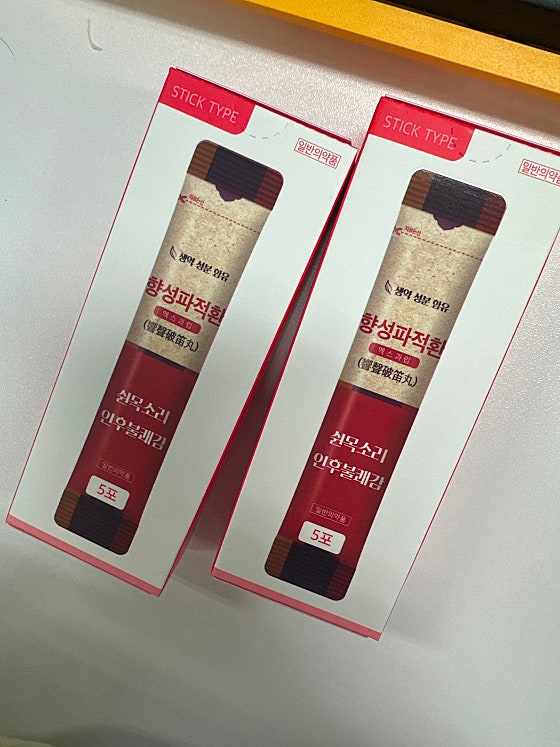 STICK TYPE
일반의약품
자르는선
생약 성분 함유
향성파적환
엑스과립
(響聲破笛丸)
쉰목소리
인후불쾌감
일반의약품
5포
STICK TYPE
일반의약품
생약 성분 함유
향성파적환
엑스과립
(響聲破笛丸)
쉰목소리
인후불쾌감
일반의약품
5포